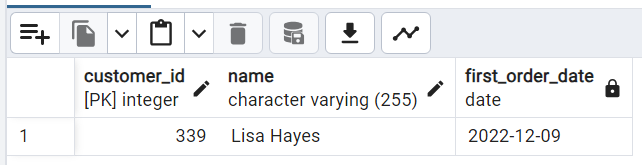 customer_id name first_order_date
[PK] integer character varying (255) date
1 339 Lisa Hayes 2022-12-09